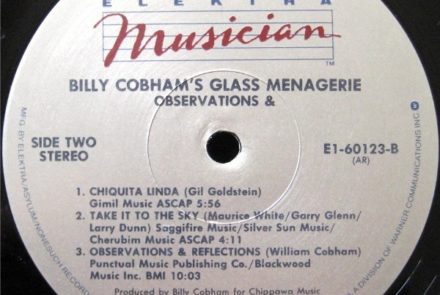 ELEKTRA
Musician
TM
BILLY COBHAM'S GLASS MENAGERIE
OBSERVATIONS &
SIDE TWO
STEREO
E1-60123-B
(AR)
1. CHIQUITA LINDA (Gil Goldstein)
Gimil Music ASCAP 5:56
2. TAKE IT TO THE SKY (Maurice White/Garry Glenn/
Larry Dunn) Saggifire Music/Silver Sun Music/
Cherubim Music ASCAP 4:11
3. OBSERVATIONS & REFLECTIONS (William Cobham)
Punctual Music Publishing Co./Blackwood
Music Inc. BMI 10:03
Produced by Billy Cobham for Chippawa Music
MFG. BY ELEKTRA/ASYLUM/NONESUCH RECORD
A DIVISION OF WARNER COMMUNICATIONS INC.